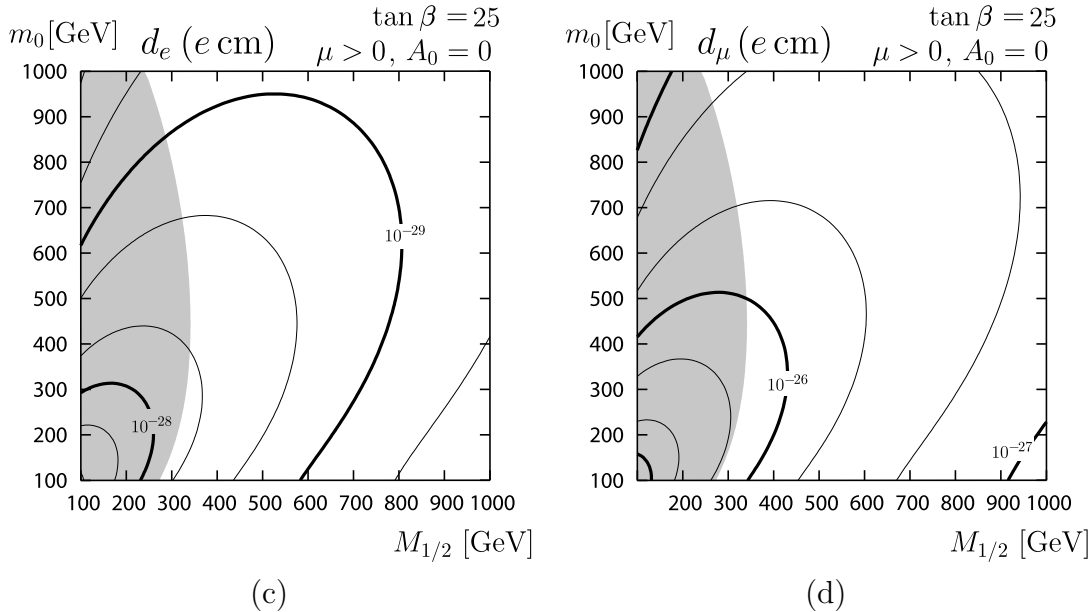 m₀[GeV] dₑ (e cm) tan β = 25
μ > 0, A₀ = 0
1000
900
800
700
600
500
400
300
200
100
10⁻²⁹
10⁻²⁸
100 200 300 400 500 600 700 800 900 1000
M₁/₂ [GeV]
(c)
m₀[GeV] d_μ (e cm) tan β = 25
μ > 0, A₀ = 0
1000
900
800
700
600
500
400
300
200
100
10⁻²⁶
10⁻²⁷
200 300 400 500 600 700 800 900 1000
M₁/₂ [GeV]
(d)